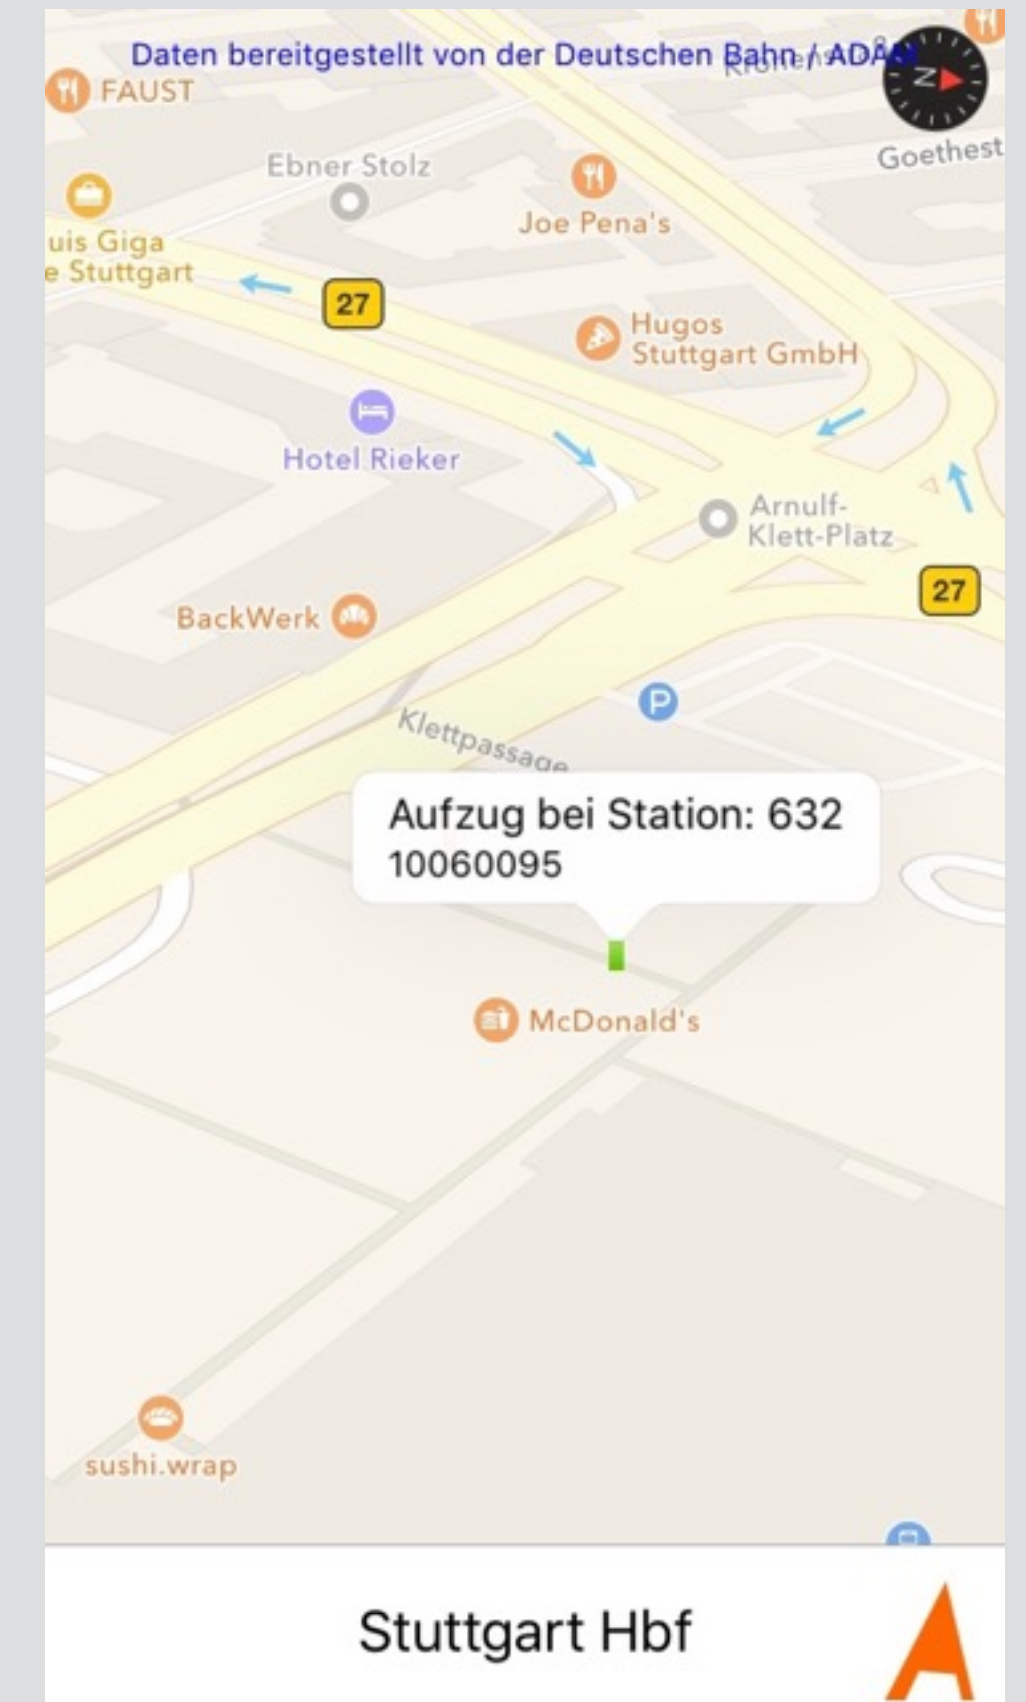 Daten bereitgestellt von der Deutschen Bahn / ADAM
N
FAUST
Goethest
Ebner Stolz
Joe Pena's
uis Giga
e Stuttgart
27
Hugos
Stuttgart GmbH
Hotel Rieker
Arnulf-
Klett-Platz
27
BackWerk
P
Klettpassage
Aufzug bei Station: 632
10060095
McDonald's
sushi.wrap
Stuttgart Hbf